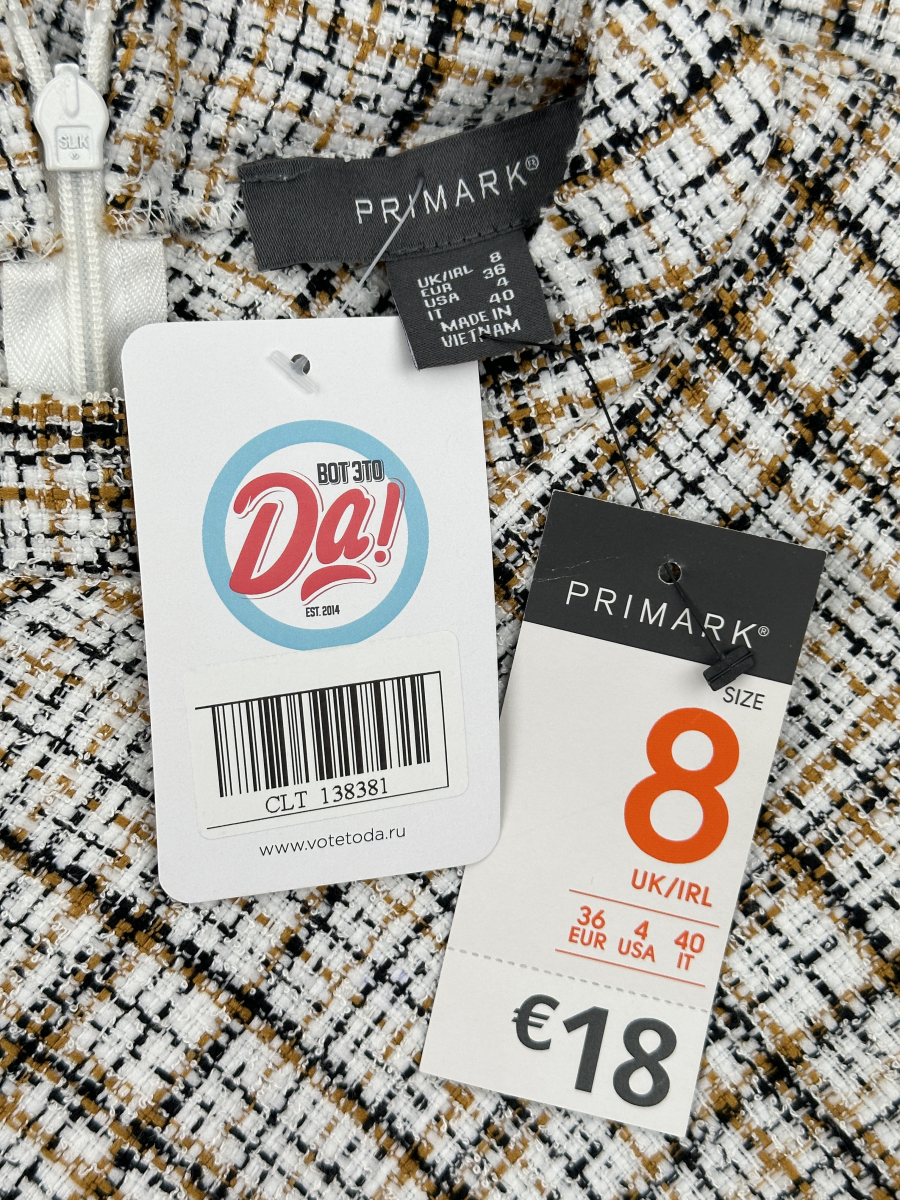 SLK
PRIMARK®
UK/IRL 8
EUR 36
USA 4
IT 40
MADE IN
VIETNAM
ВОТ ЭТО
Да!
EST. 2014
CLT 138381
www.votetoda.ru
PRIMARK®
SIZE
8
UK/IRL
36 4 40
EUR USA IT
€18